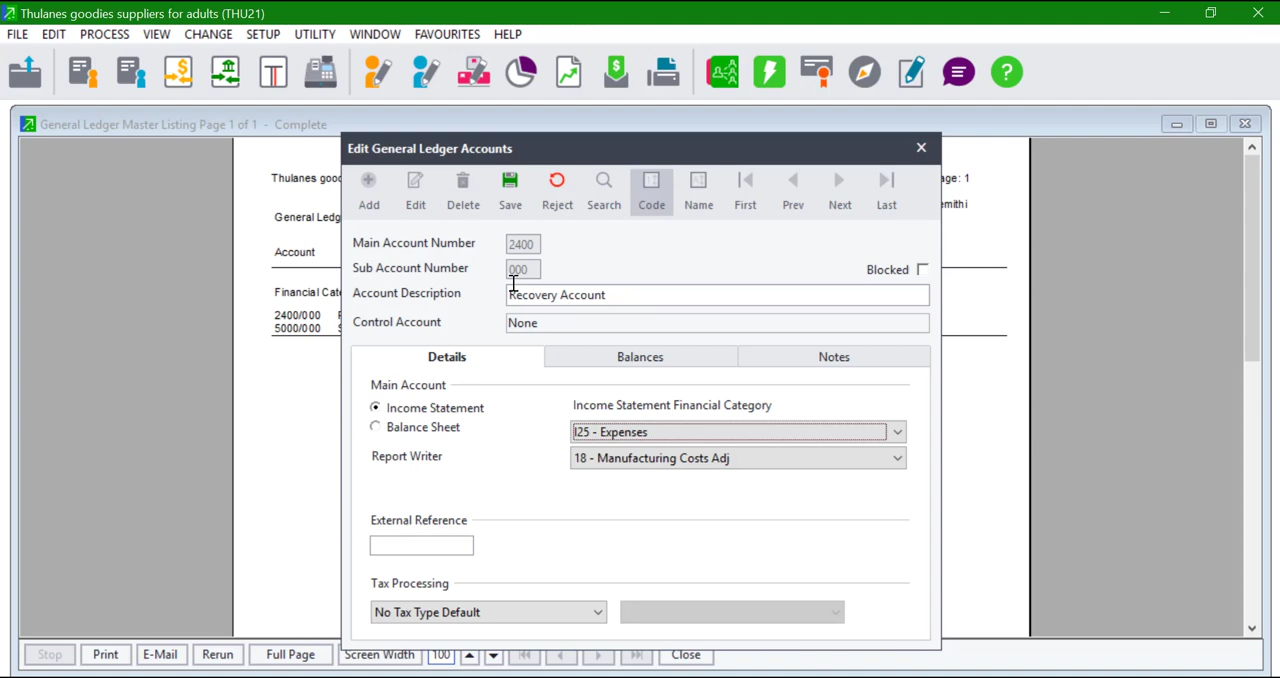 Thulanes goodies suppliers for adults (THU21)
FILE EDIT PROCESS VIEW CHANGE SETUP UTILITY WINDOW FAVOURITES HELP
General Ledger Master Listing Page 1 of 1 - Complete
Edit General Ledger Accounts
Thulanes
age: 1
Add Edit Delete Save Reject Search Code Name First Prev Next Last
General Ledg
Account
Main Account Number 2400
Sub Account Number 000
Blocked
Financial Cat
Account Description Recovery Account
2400/000
5000/000
Control Account None
Details Balances Notes
Main Account
Income Statement
Income Statement Financial Category
Balance Sheet
I25 - Expenses
Report Writer
18 - Manufacturing Costs Adj
External Reference
Tax Processing
No Tax Type Default
Stop Print E-Mail Rerun Full Page Screen Width 100 Close